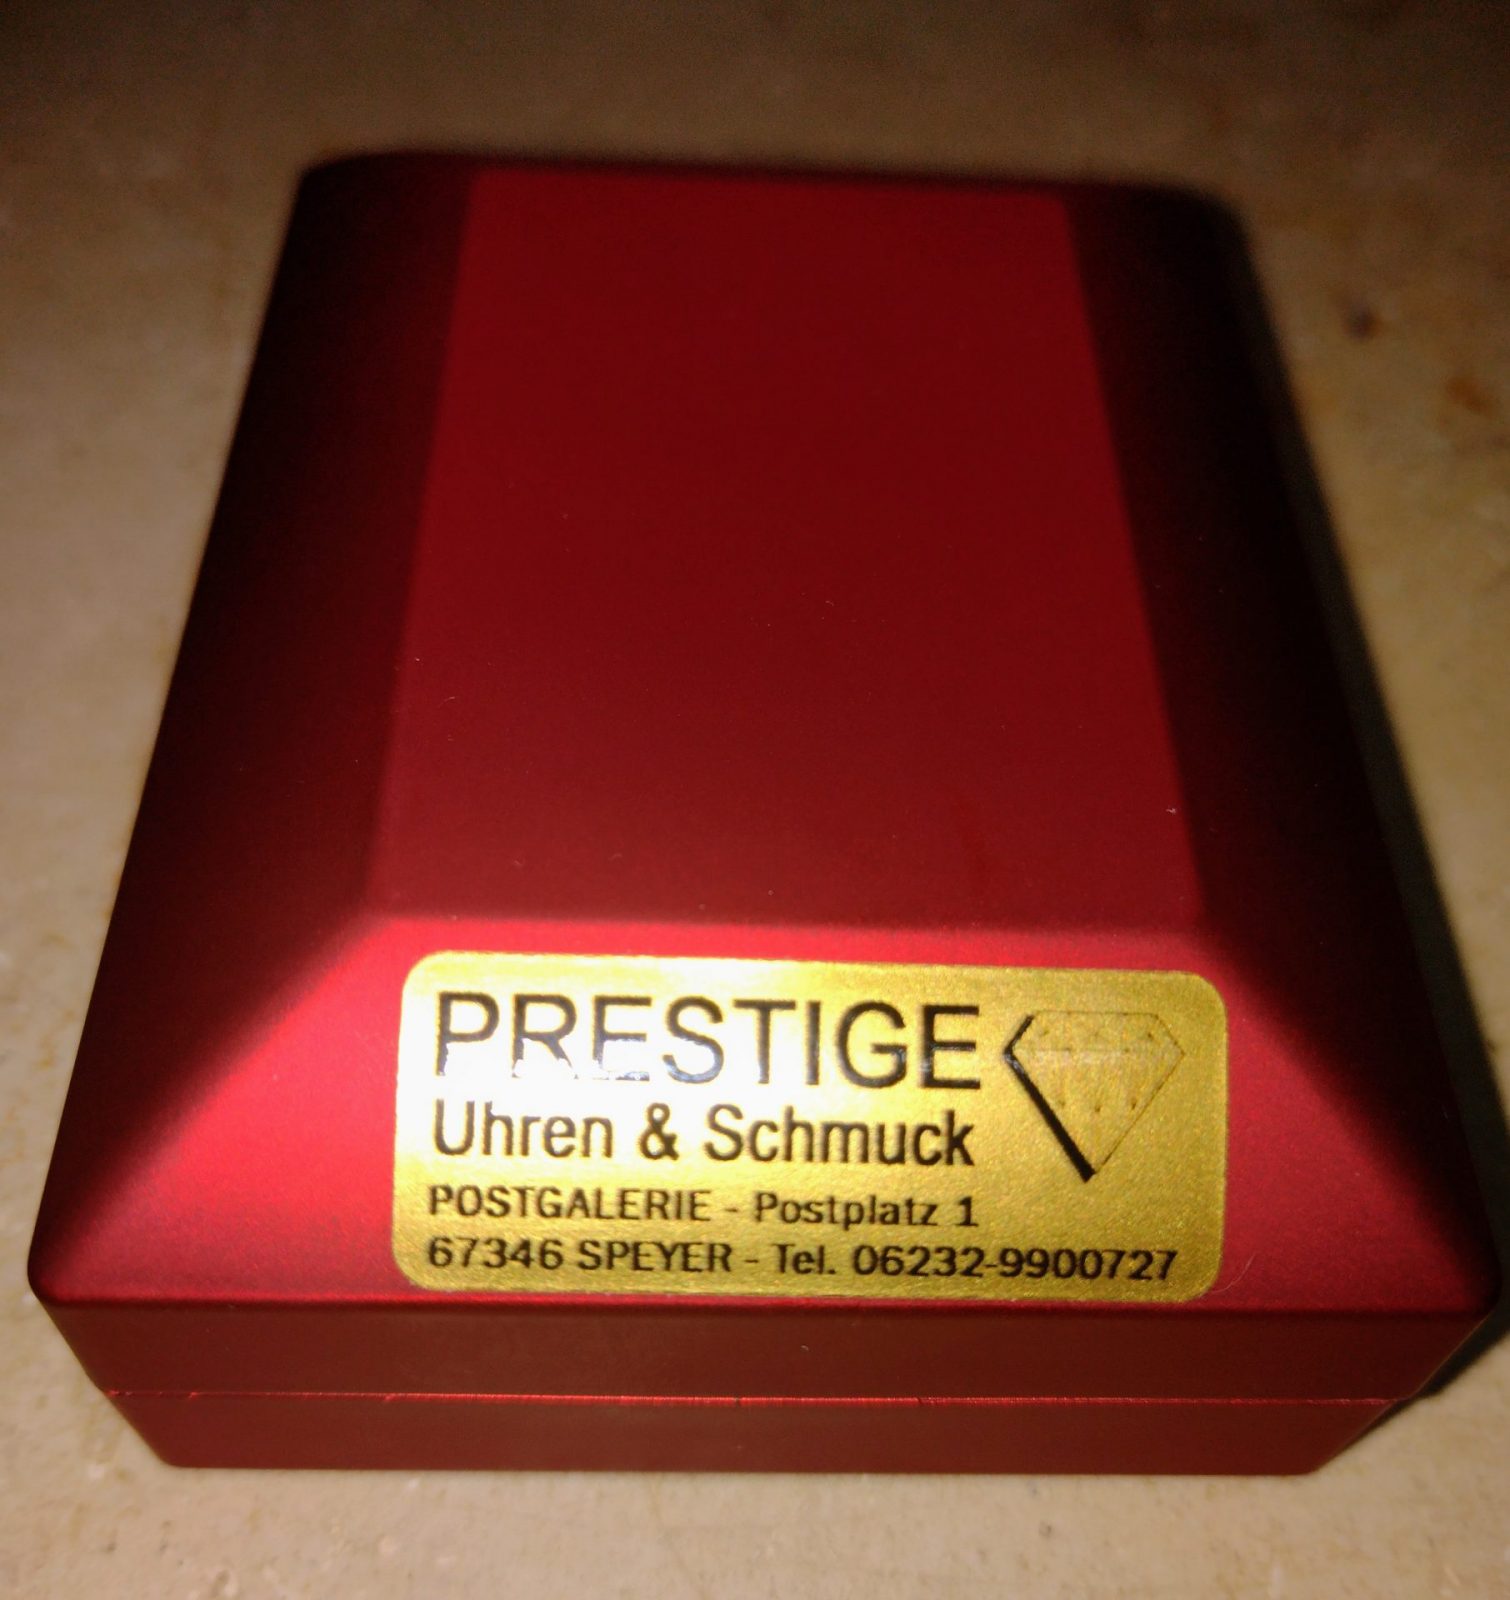 PRESTIGE
Uhren & Schmuck
POSTGALERIE - Postplatz 1
67346 SPEYER - Tel. 06232-9900727